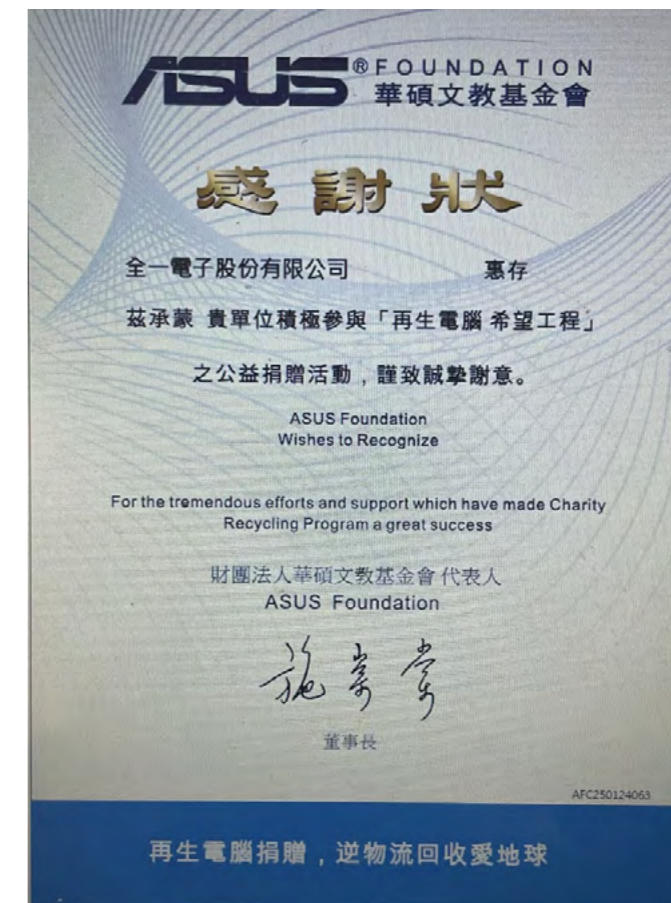 ASUS® FOUNDATION
華碩文教基金會
感謝狀
全一電子股份有限公司 惠存
茲承蒙 貴單位積極參與「再生電腦 希望工程」
之公益捐贈活動，謹致誠摯謝意。
ASUS Foundation
Wishes to Recognize
For the tremendous efforts and support which have made Charity
Recycling Program a great success
財團法人華碩文教基金會 代表人
ASUS Foundation
施崇棠
董事長
AFC250124063
再生電腦捐贈，逆物流回收愛地球